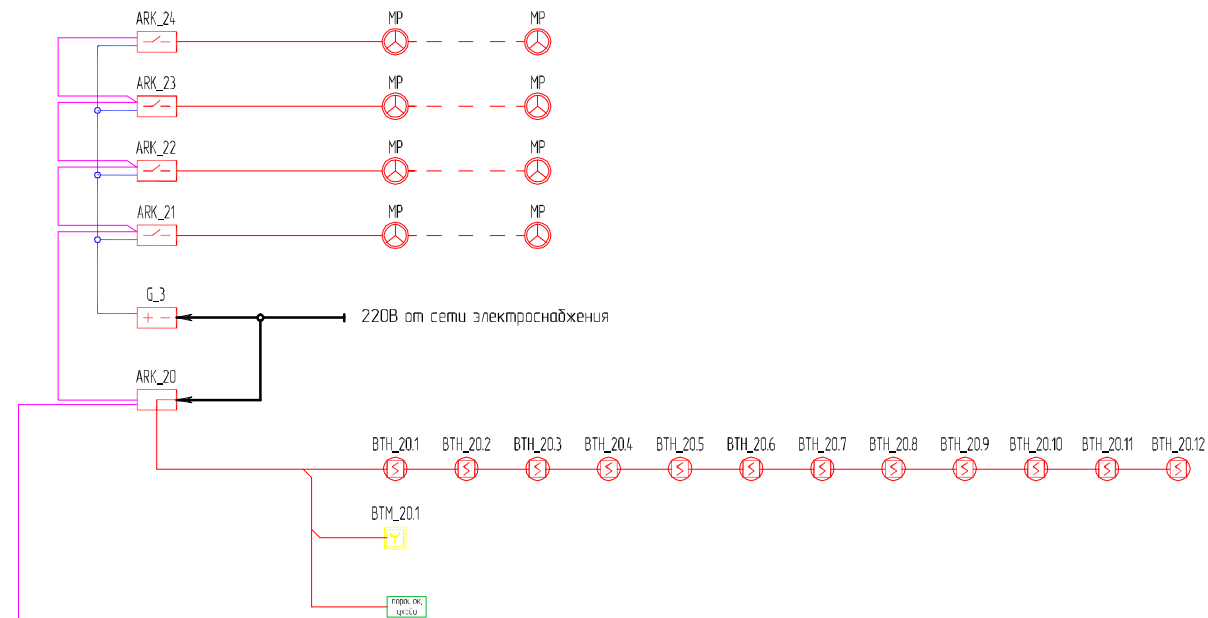 ARK_24 MP MP
ARK_23 MP MP
ARK_22 MP MP
ARK_21 MP MP
G_3
220В от сети электроснабжения
ARK_20
BTH_20.1 BTH_20.2 BTH_20.3 BTH_20.4 BTH_20.5 BTH_20.6 BTH_20.7 BTH_20.8 BTH_20.9 BTH_20.10 BTH_20.11 BTH_20.12
BTM_20.1